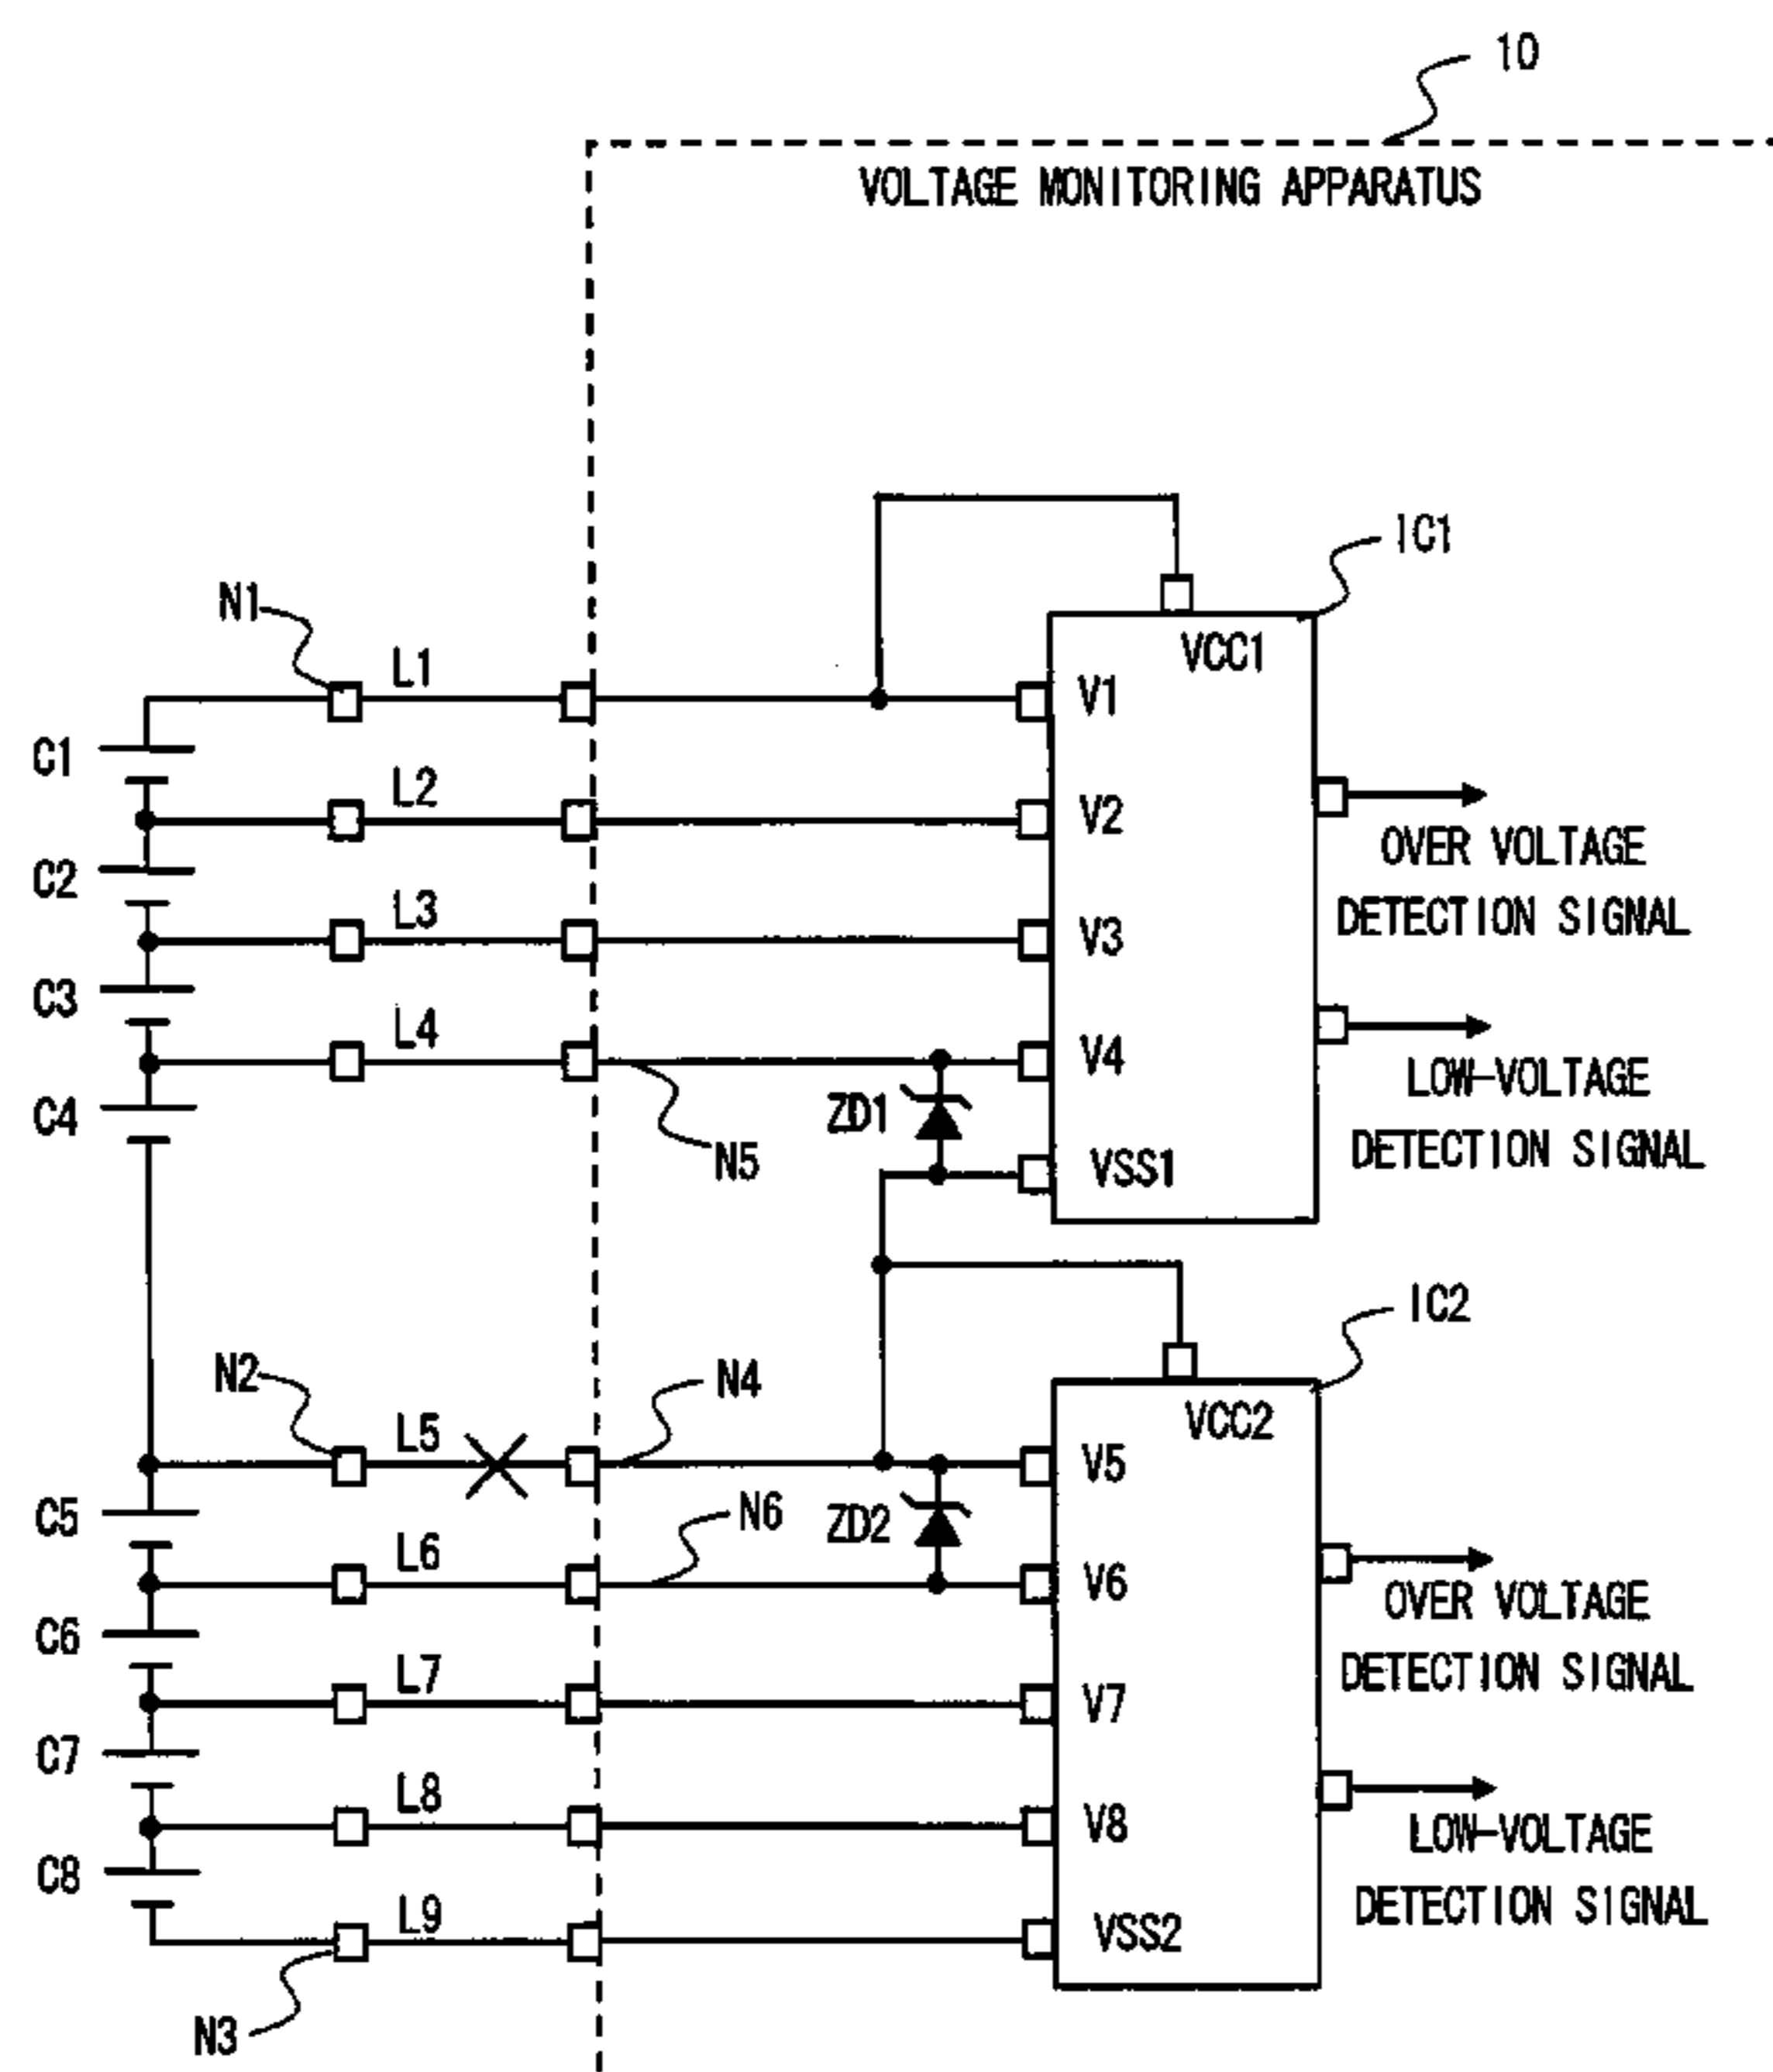 10
VOLTAGE MONITORING APPARATUS
IC1
N1
L1
VCC1
V1
C1
L2
V2
OVER VOLTAGE
DETECTION SIGNAL
C2
L3
V3
C3
L4
V4
LOW-VOLTAGE
DETECTION SIGNAL
C4
ZD1
N5
VSS1
IC2
N2
N4
L5
VCC2
V5
C5
N6
ZD2
L6
V6
OVER VOLTAGE
DETECTION SIGNAL
C6
L7
V7
C7
L8
V8
LOW-VOLTAGE
DETECTION SIGNAL
C8
L9
VSS2
N3